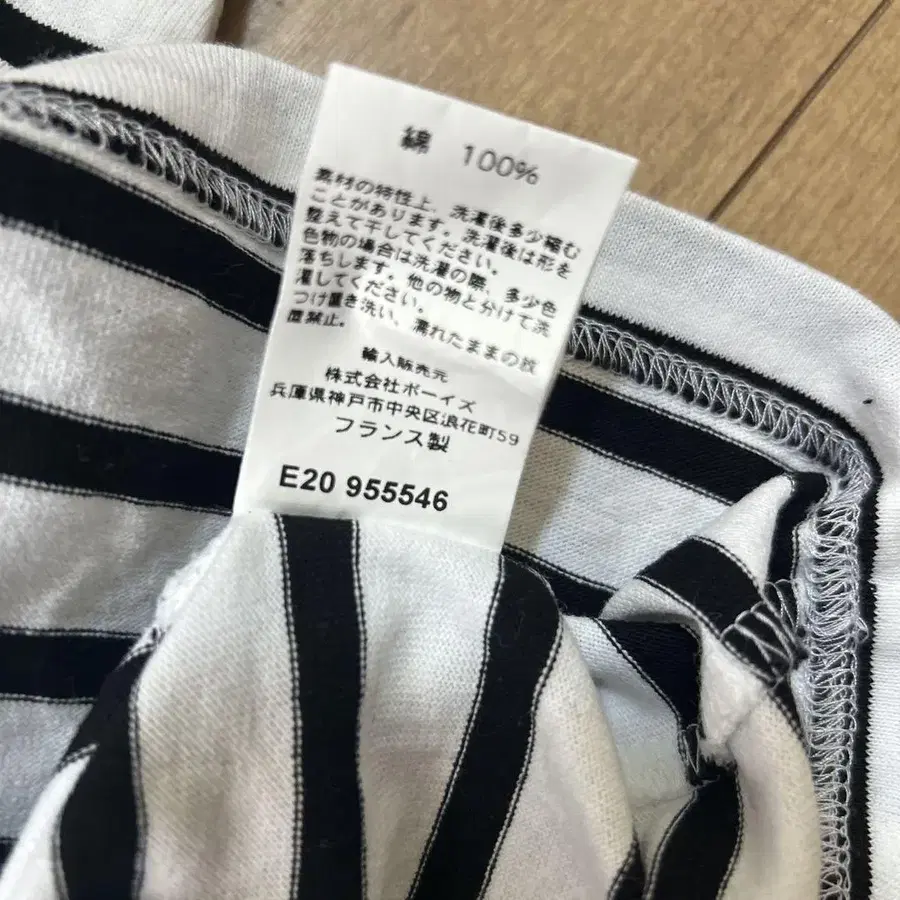 綿 100%
素材の特性上、洗濯後多少縮む
ことがあります。洗濯後は形を
整えて干してください。
色物の場合は洗濯の際、多少色
落ちします。他の物と分けて洗
濯してください。
つけ置き洗い、濡れたままの放
置禁止。
輸入販売元
株式会社ボーイズ
兵庫県神戸市中央区浪花町59
フランス製
E20 955546